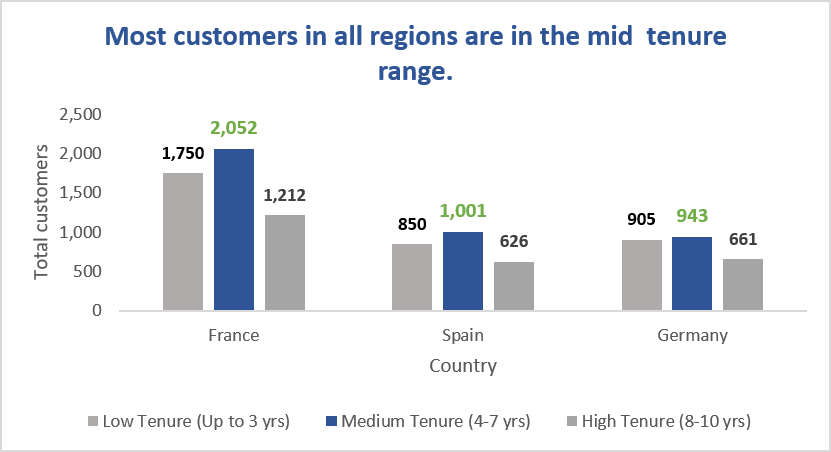 Most customers in all regions are in the mid  tenure
range.
Total customers
2,500
2,000
1,500
1,000
500
0
1,750
2,052
1,212
850
1,001
626
905
943
661
France
Spain
Germany
Country
Low Tenure (Up to 3 yrs)
Medium Tenure (4-7 yrs)
High Tenure (8-10 yrs)